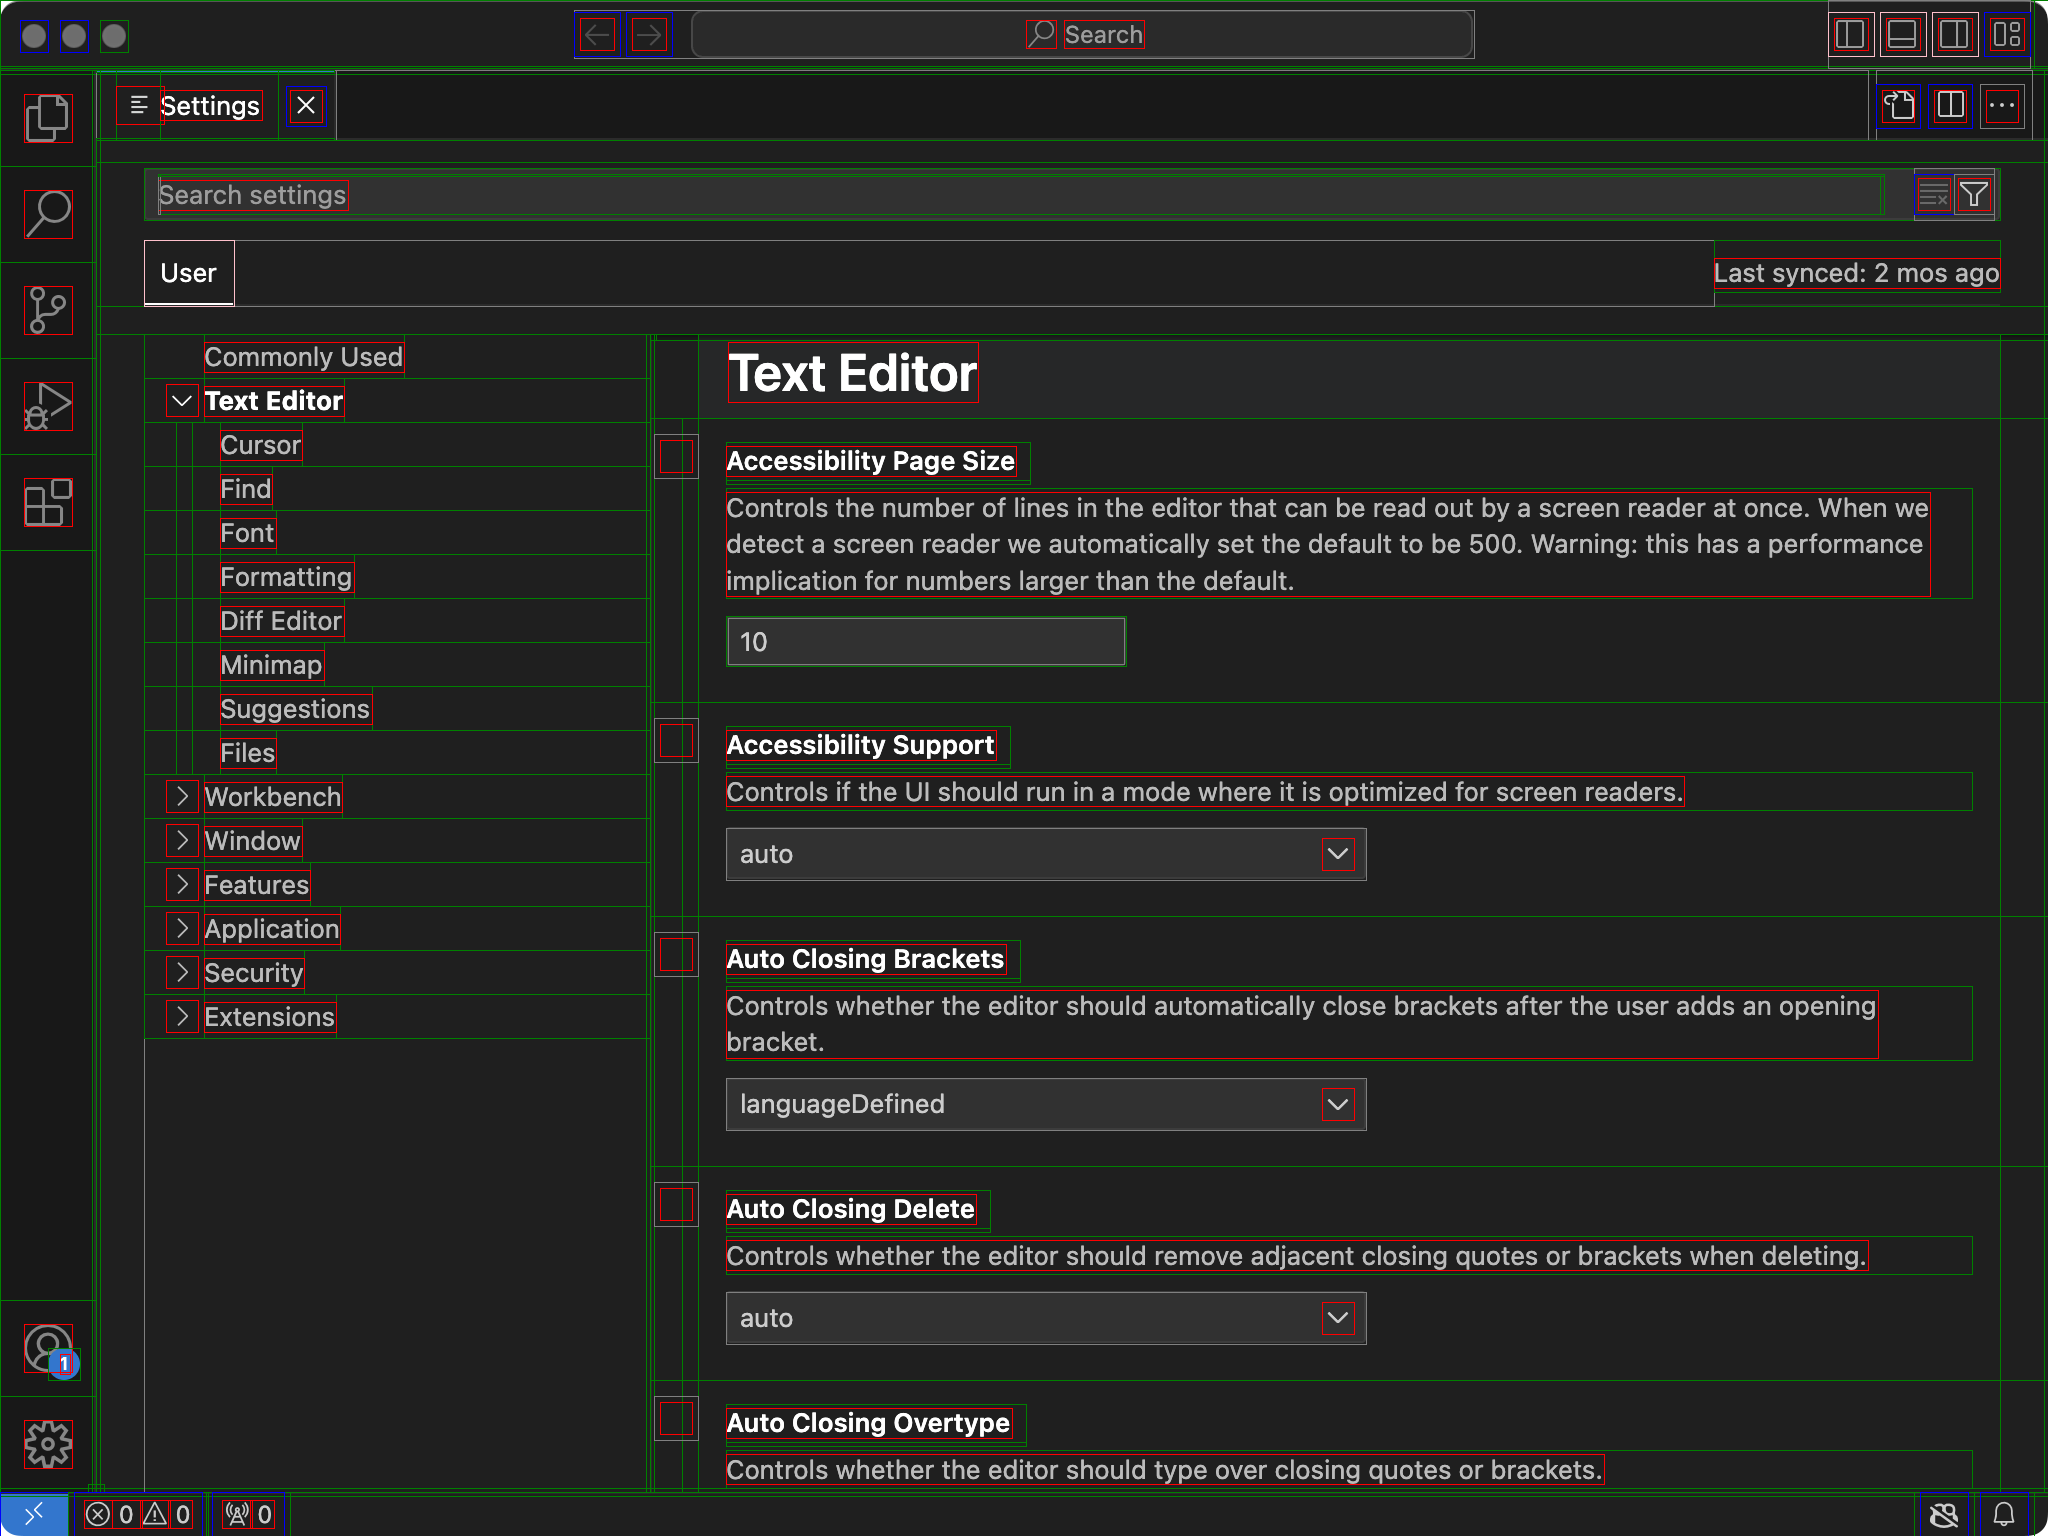 Search
Settings
Search settings
User
Last synced: 2 mos ago
Commonly Used
Text Editor
Cursor
Find
Font
Formatting
Diff Editor
Minimap
Suggestions
Files
Workbench
Window
Features
Application
Security
Extensions
Text Editor
Accessibility Page Size
Controls the number of lines in the editor that can be read out by a screen reader at once. When we
detect a screen reader we automatically set the default to be 500. Warning: this has a performance
implication for numbers larger than the default.
10
Accessibility Support
Controls if the UI should run in a mode where it is optimized for screen readers.
auto
Auto Closing Brackets
Controls whether the editor should automatically close brackets after the user adds an opening
bracket.
languageDefined
Auto Closing Delete
Controls whether the editor should remove adjacent closing quotes or brackets when deleting.
auto
Auto Closing Overtype
Controls whether the editor should type over closing quotes or brackets.
1
0 0 0